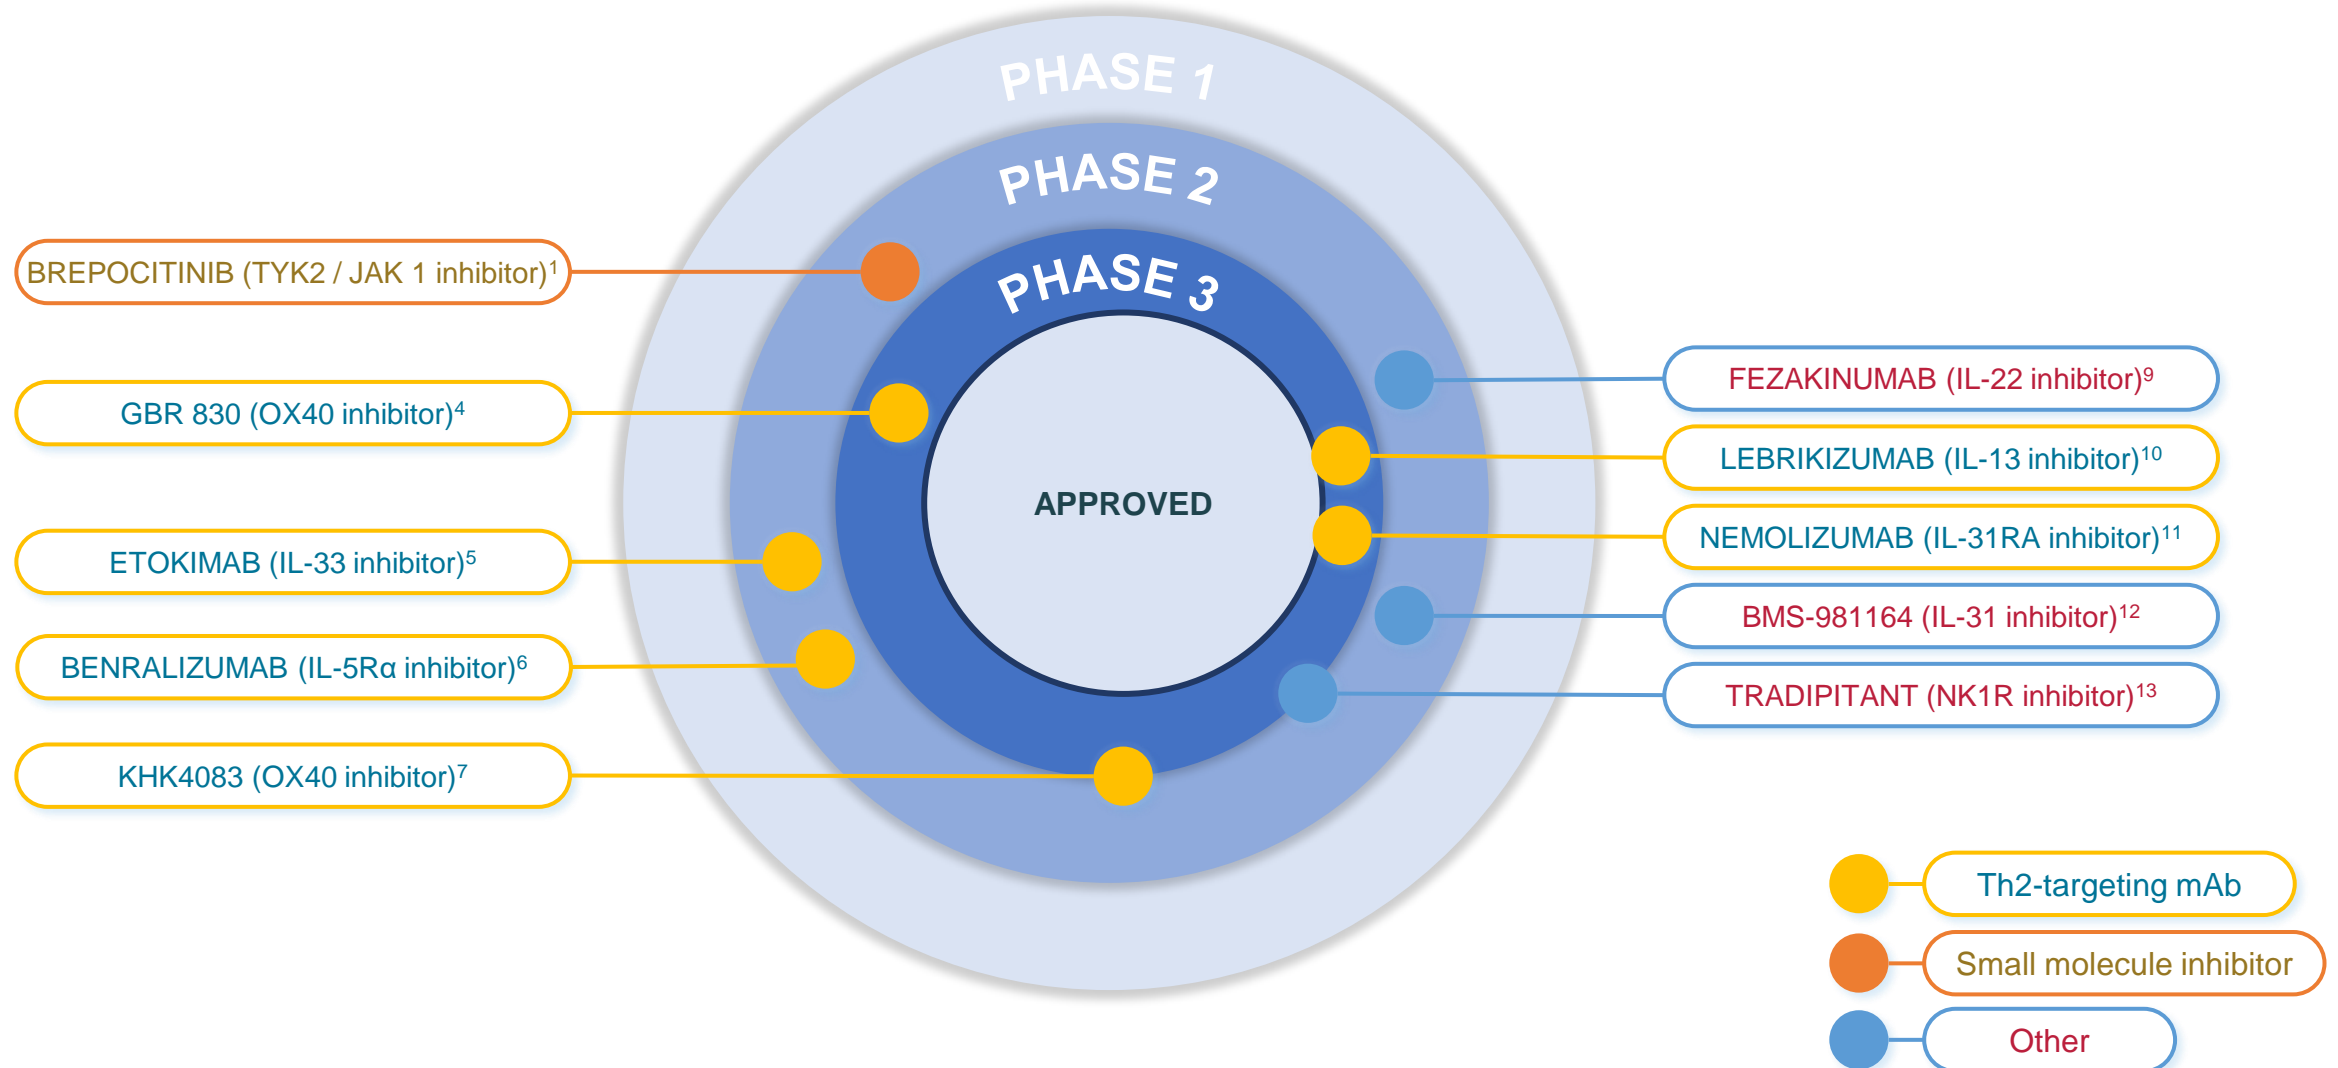 PHASE 1
PHASE 2
PHASE 3
APPROVED
BREPOCITINIB (TYK2 / JAK 1 inhibitor)¹
GBR 830 (OX40 inhibitor)⁴
ETOKIMAB (IL-33 inhibitor)⁵
BENRALIZUMAB (IL-5Rα inhibitor)⁶
KHK4083 (OX40 inhibitor)⁷
FEZAKINUMAB (IL-22 inhibitor)⁹
LEBRIKIZUMAB (IL-13 inhibitor)¹⁰
NEMOLIZUMAB (IL-31RA inhibitor)¹¹
BMS-981164 (IL-31 inhibitor)¹²
TRADIPITANT (NK1R inhibitor)¹³
Th2-targeting mAb
Small molecule inhibitor
Other